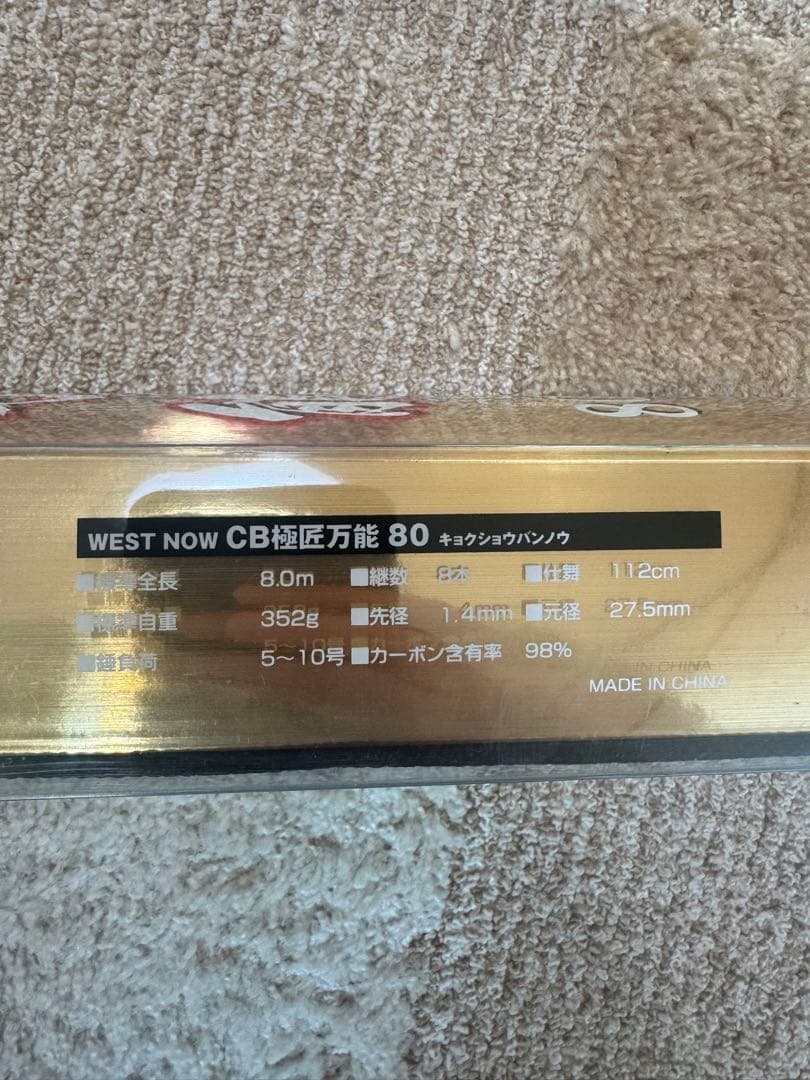 8
WEST NOW CB極匠万能 80 キョクショウバンノウ
■標準全長 8.0m ■継数 8本 ■仕舞 112cm
■標準自重 352g ■先径 1.4mm ■元径 27.5mm
■錘負荷 5〜10号 ■カーボン含有率 98%
MADE IN CHINA